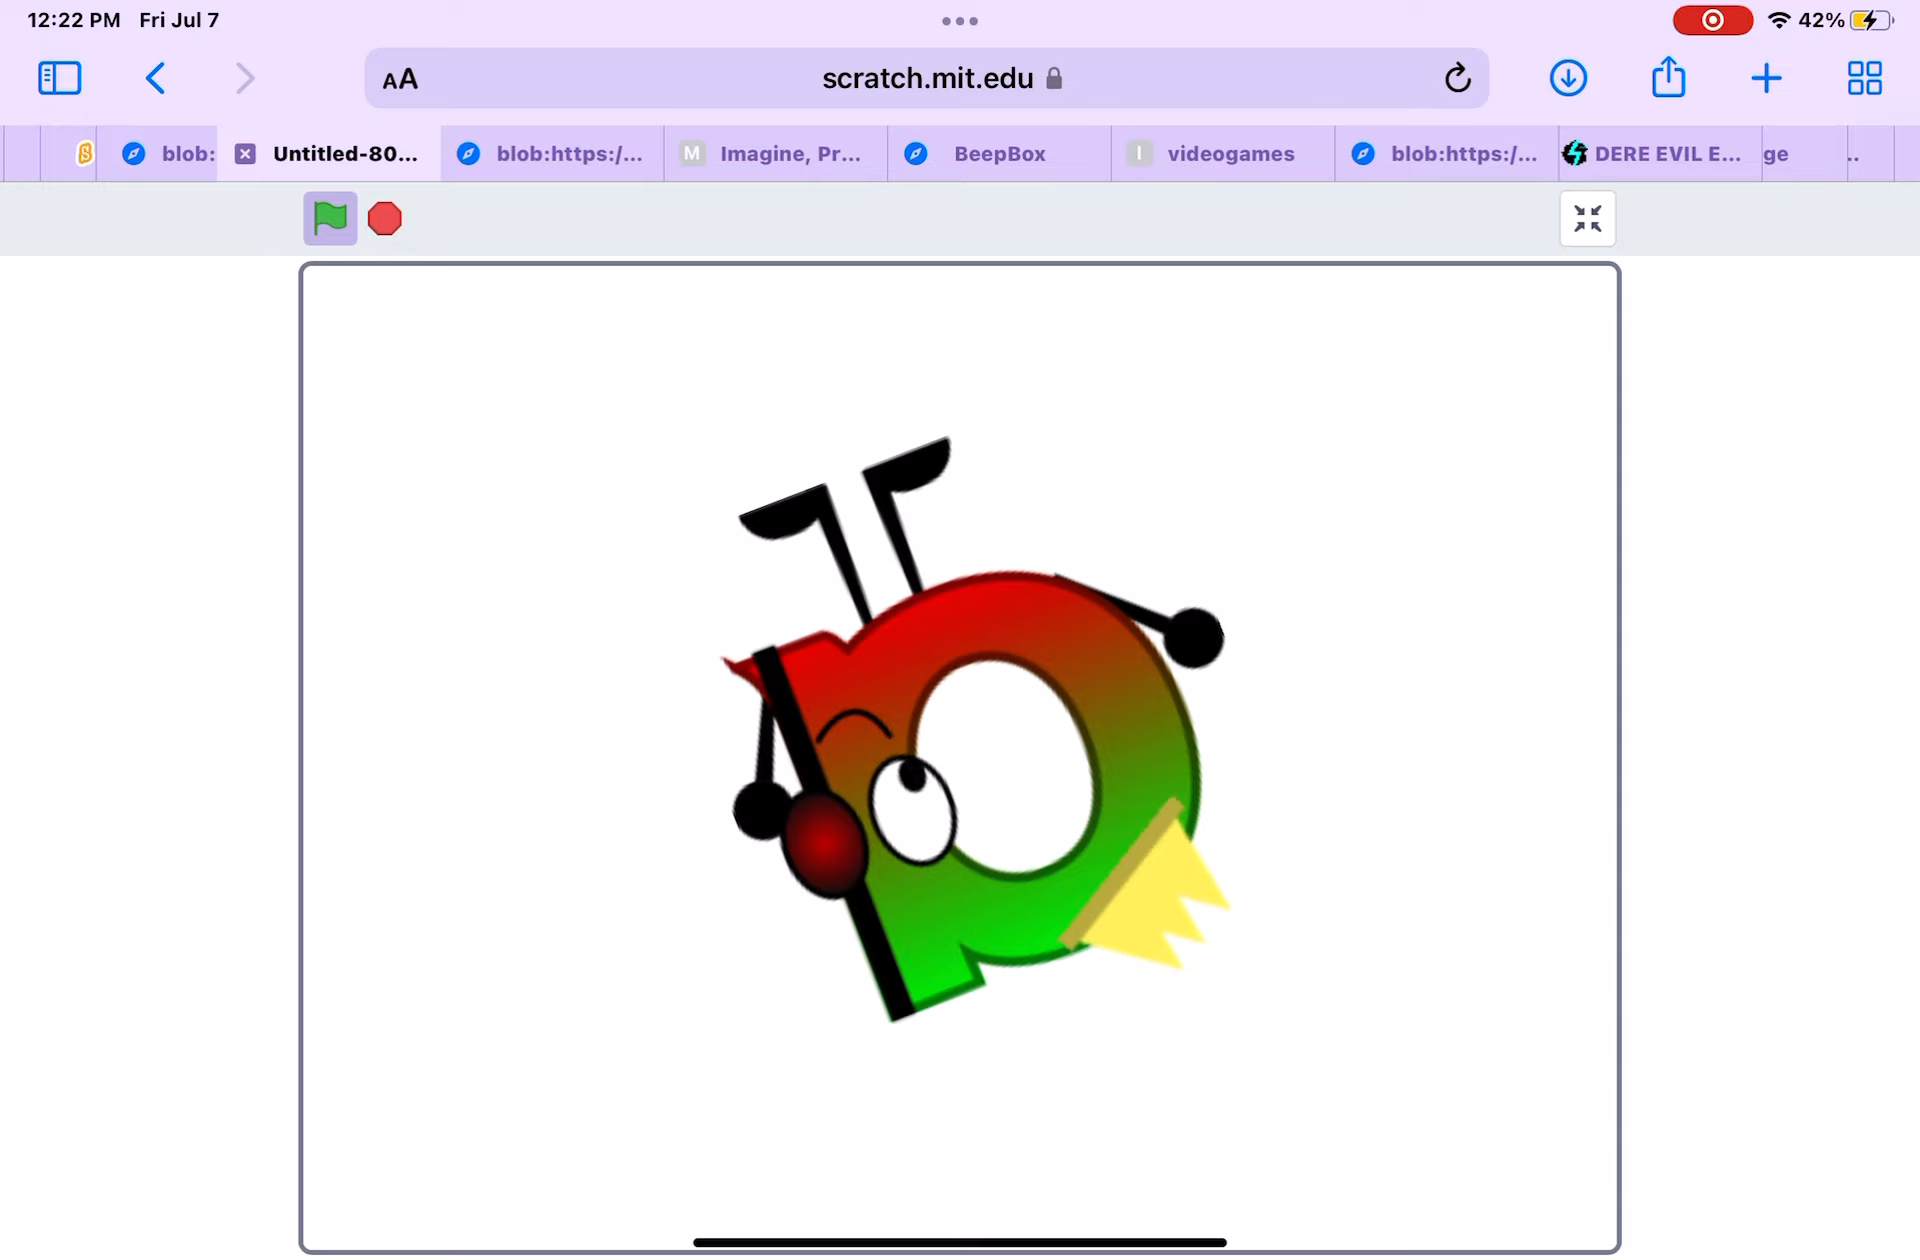 12:22 PM Fri Jul 7
42%
AA scratch.mit.edu
blob: Untitled-80... blob:https:/... M Imagine, Pr... BeepBox I videogames blob:https:/... DERE EVIL E... ge ..